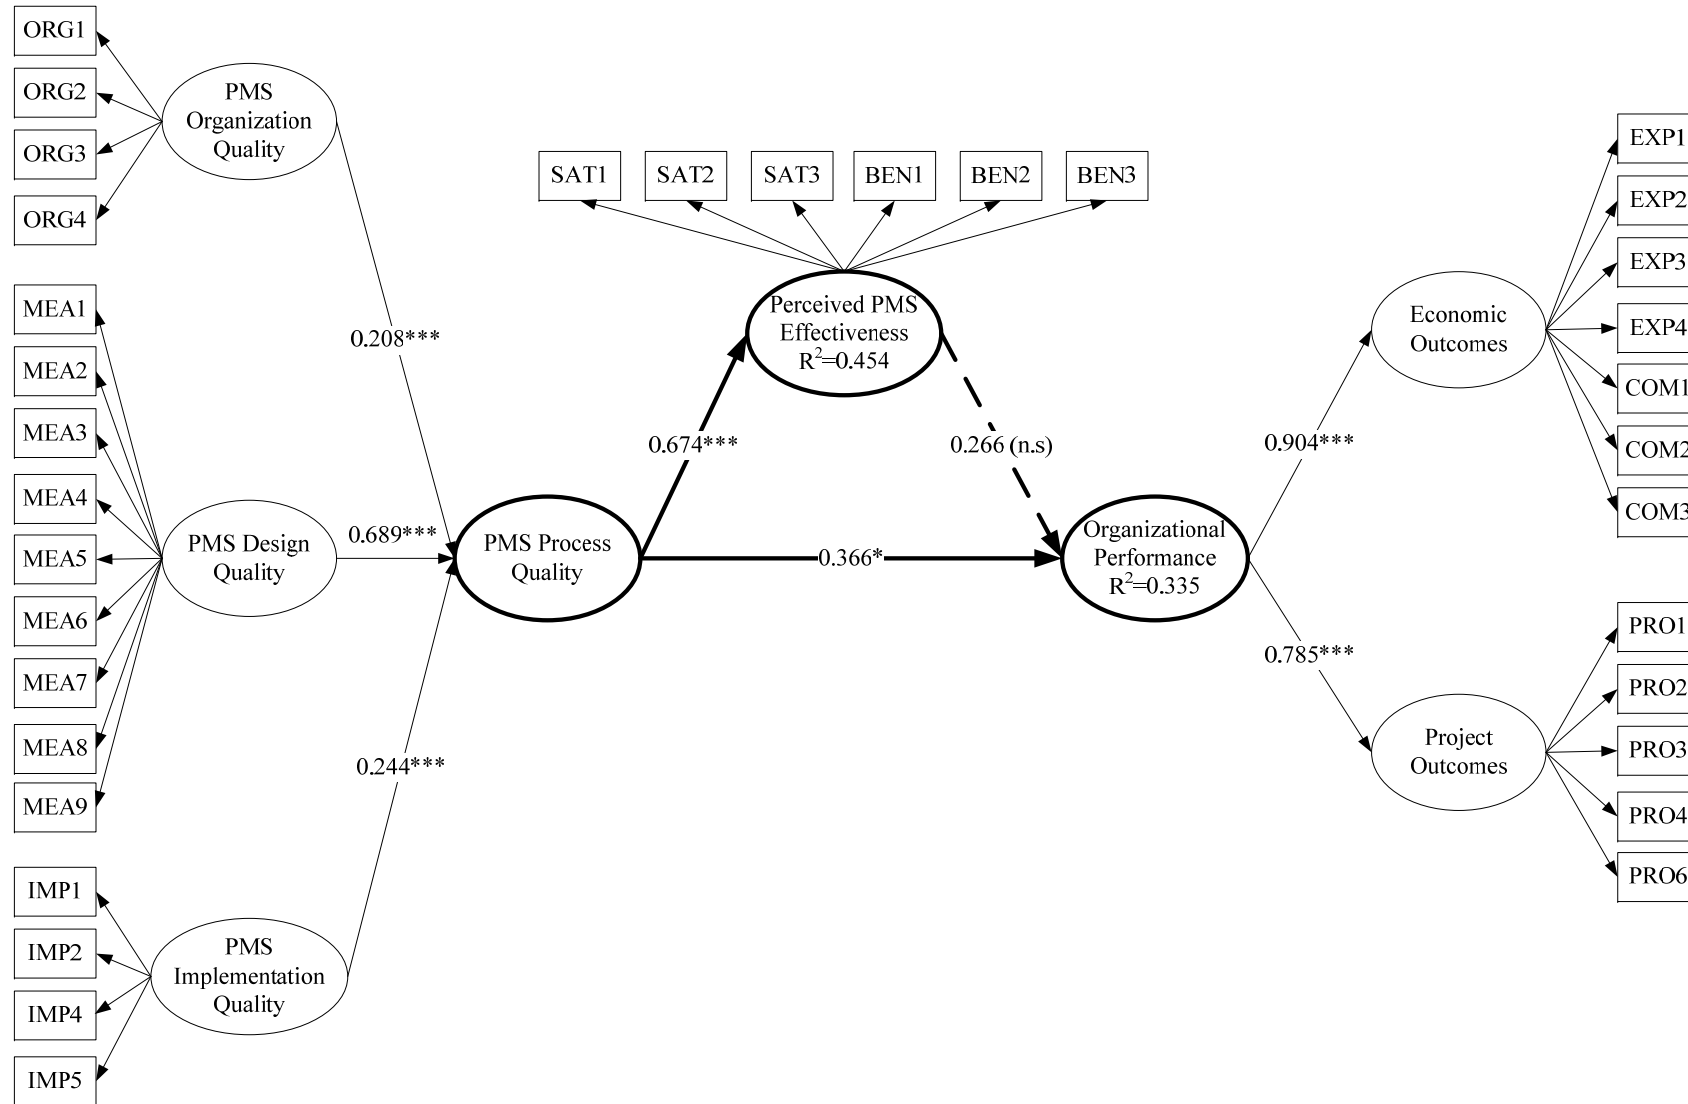 ORG1
ORG2
ORG3
ORG4
PMS
Organization
Quality
MEA1
MEA2
MEA3
MEA4
MEA5
MEA6
MEA7
MEA8
MEA9
PMS Design
Quality
IMP1
IMP2
IMP4
IMP5
PMS
Implementation
Quality
0.208***
0.689***
0.244***
PMS Process
Quality
SAT1
SAT2
SAT3
BEN1
BEN2
BEN3
Perceived PMS
Effectiveness
R²=0.454
0.674***
0.266 (n.s)
0.366*
Organizational
Performance
R²=0.335
0.904***
0.785***
Economic
Outcomes
EXP1
EXP2
EXP3
EXP4
COM1
COM2
COM3
Project
Outcomes
PRO1
PRO2
PRO3
PRO4
PRO6